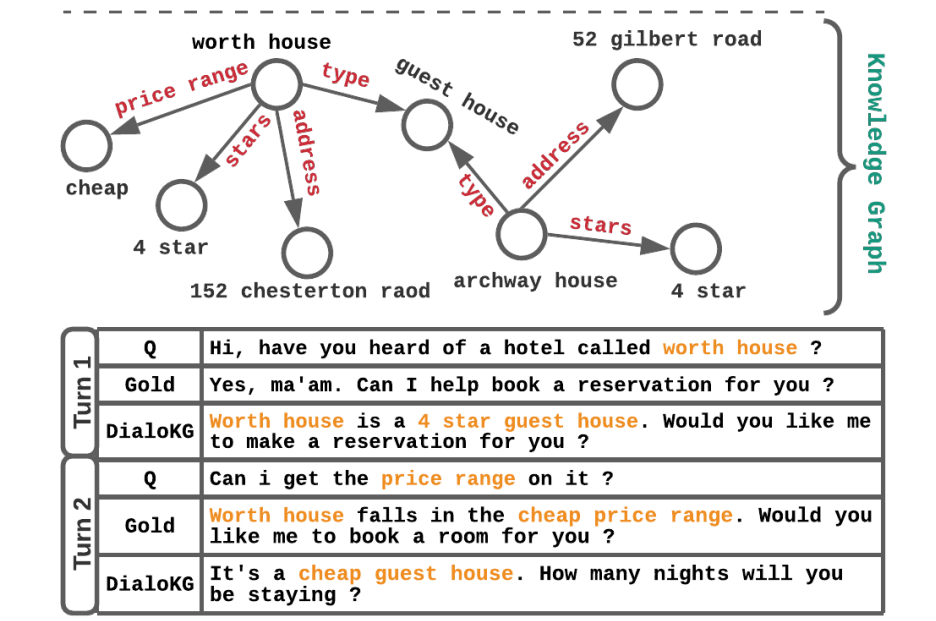 worth house
52 gilbert road
price range
type
guest house
stars
address
cheap
4 star
152 chesterton raod
type
address
stars
archway house
4 star
Knowledge Graph
Turn 1
Q
Hi, have you heard of a hotel called worth house ?
Gold
Yes, ma'am. Can I help book a reservation for you ?
DialoKG
Worth house is a 4 star guest house. Would you like me
to make a reservation for you ?
Turn 2
Q
Can i get the price range on it ?
Gold
Worth house falls in the cheap price range. Would you
like me to book a room for you ?
DialoKG
It's a cheap guest house. How many nights will you
be staying ?